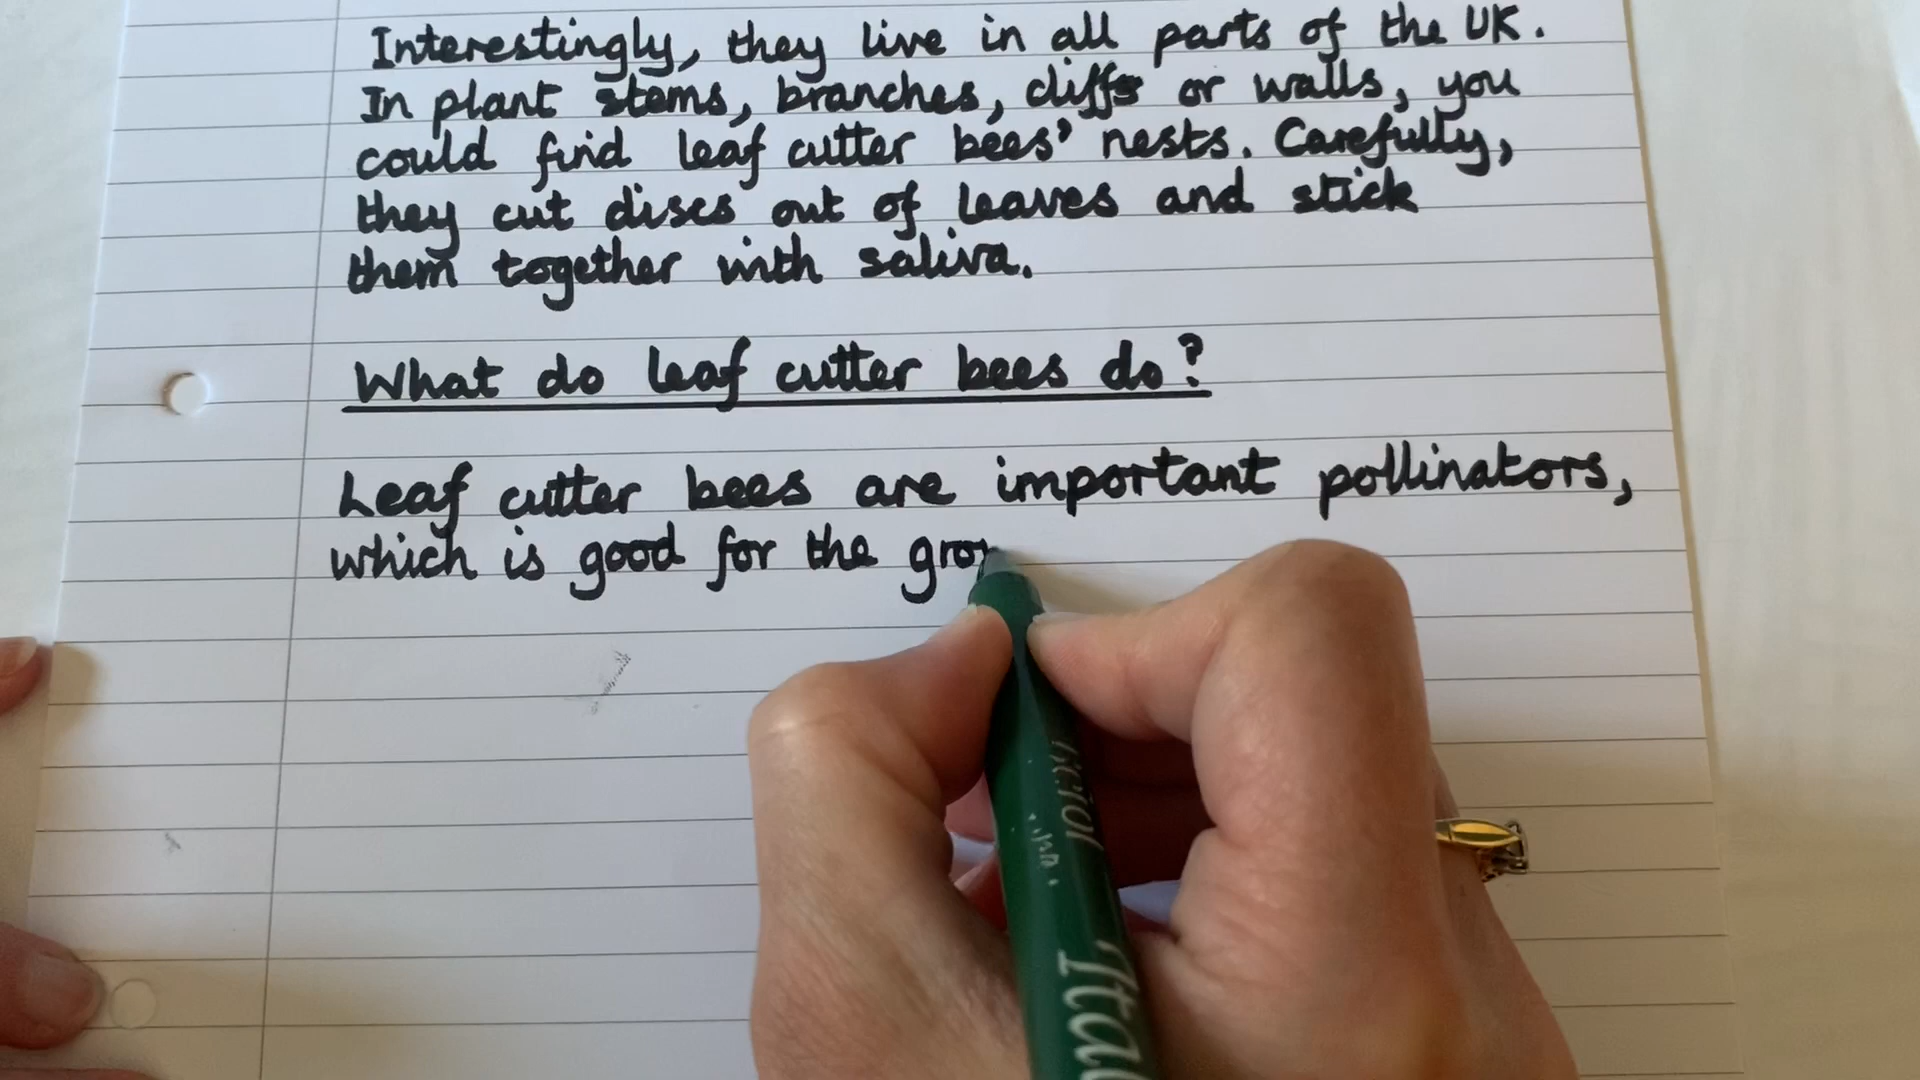 Interestingly, they live in all parts of the UK.
In plant stems, branches, cliffs or walls, you
could find leaf cutter bees' nests. Carefully,
they cut discs out of leaves and stick
them together with saliva.
What do leaf cutter bees do?
Leaf cutter bees are important pollinators,
which is good for the gro